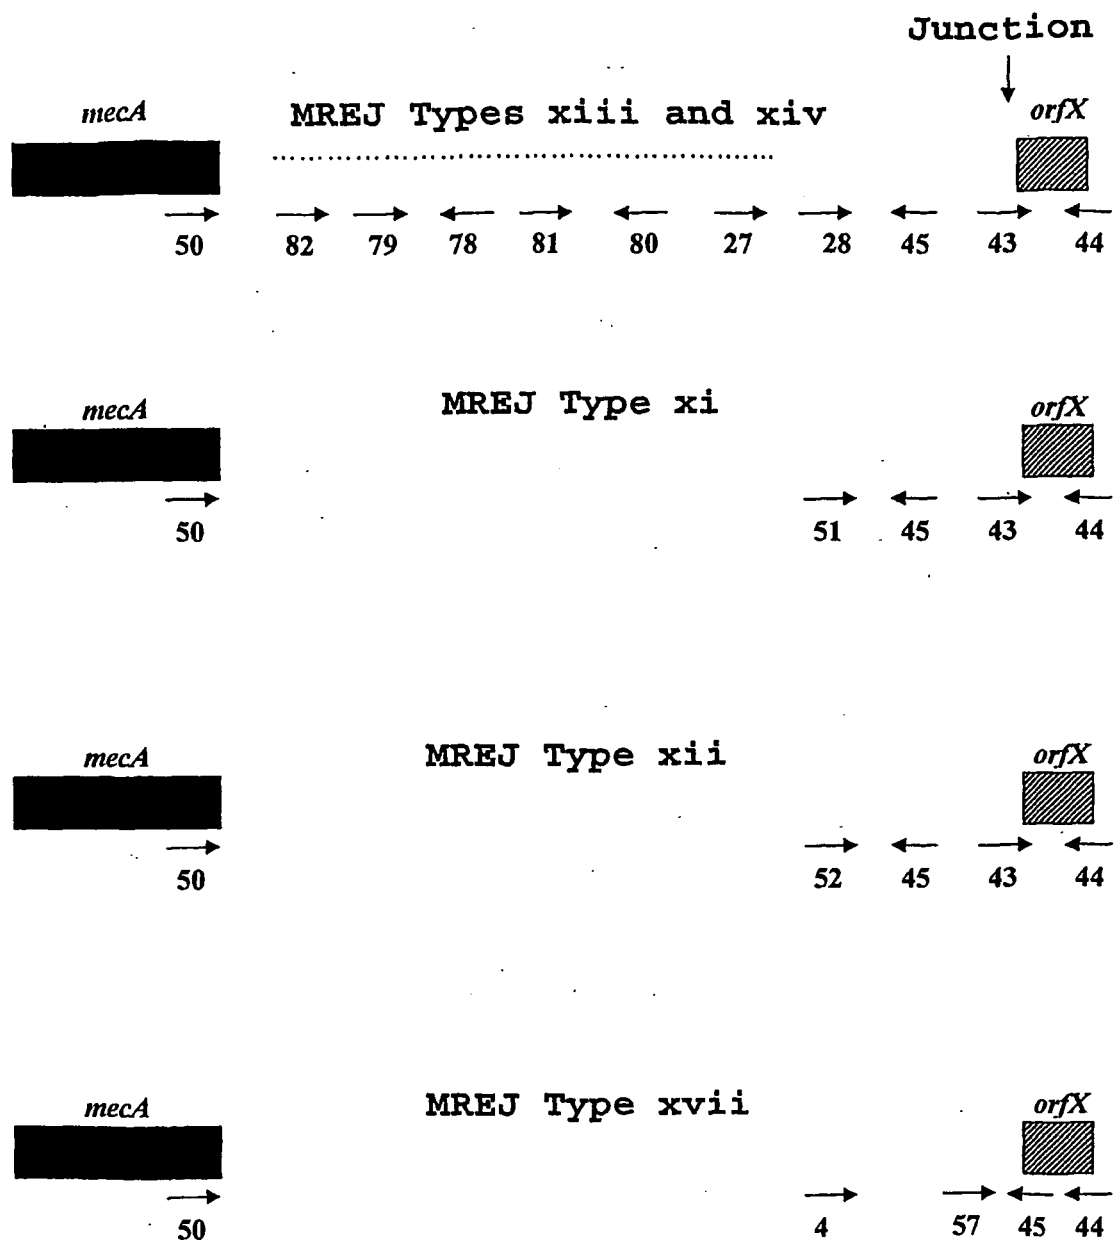 Junction
mecA MREJ Types xiii and xiv orfX
50 82 79 78 81 80 27 28 45 43 44
mecA MREJ Type xi orfX
50 51 45 43 44
mecA MREJ Type xii orfX
50 52 45 43 44
mecA MREJ Type xvii orfX
50 4 57 45 44